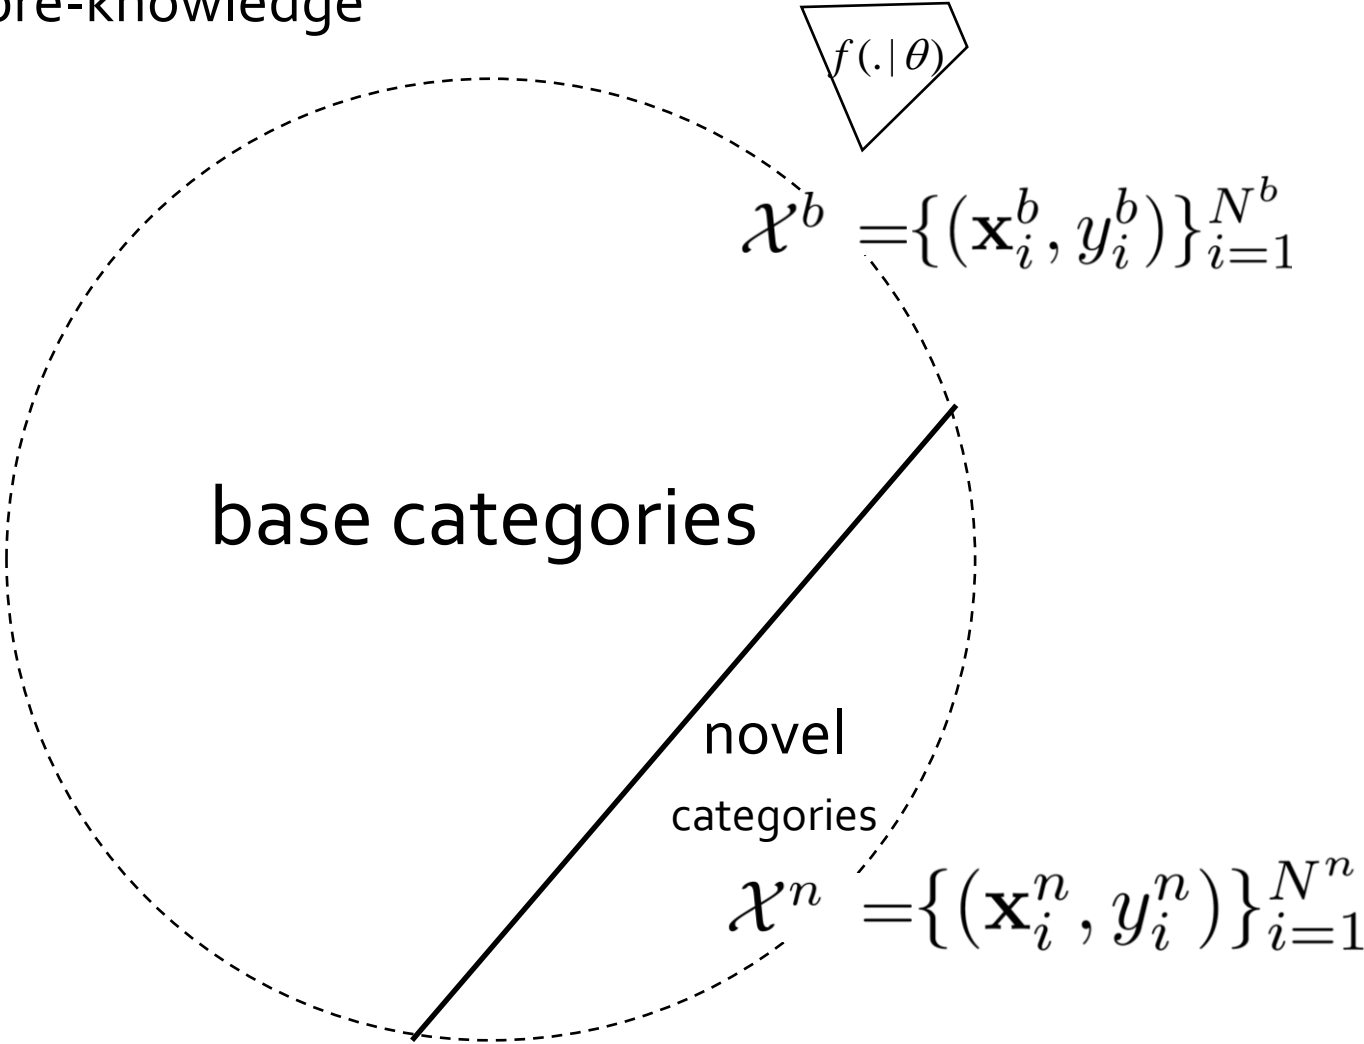 pre-knowledge
f(.|θ)
𝒳^b = {(𝐱_i^b, y_i^b)}_{i=1}^{N^b}
base categories
novel
categories
𝒳^n = {(𝐱_i^n, y_i^n)}_{i=1}^{N^n}